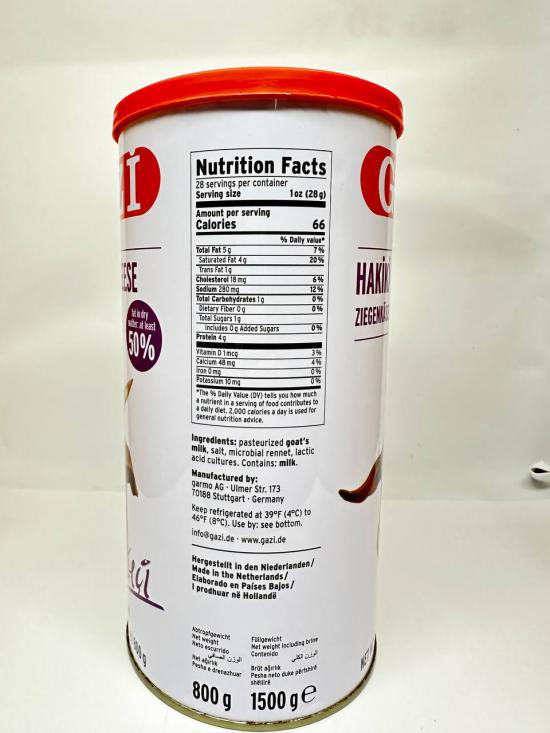 Zİ
G
ESE
HAKİKİ
ZIEGENKÄS
fat in dry
matter: at least
50%
Nutrition Facts
28 servings per container
Serving size 1oz (28g)
Amount per serving
Calories 66
% Daily value*
Total Fat 5g 7%
Saturated Fat 4g 20%
Trans Fat 1g
Cholesterol 18mg 6%
Sodium 280mg 12%
Total Carbohydrates 1g 0%
Dietary Fiber 0g 0%
Total Sugars 1g
Includes 0g Added Sugars 0%
Protein 4g
Vitamin D 1mcg 3%
Calcium 48mg 4%
Iron 0mg 0%
Potassium 10mg 0%
*The % Daily Value (DV) tells you how much
a nutrient in a serving of food contributes to
a daily diet. 2,000 calories a day is used for
general nutrition advice.
Ingredients: pasteurized goat's
milk, salt, microbial rennet, lactic
acid cultures. Contains: milk.
Manufactured by:
garmo AG · Ulmer Str. 173
70188 Stuttgart · Germany
Keep refrigerated at 39°F (4°C) to
46°F (8°C). Use by: see bottom.
info@gazi.de · www.gazi.de
Hergestellt in den Niederlanden/
Made in the Netherlands/
Elaborado en Países Bajos/
I prodhuar në Hollandë
Abtropfgewicht
Net weight
Neto escurrido
الوزن الصافي
Net ağırlık
Pesha e drenazhuar
800 g
Füllgewicht
Net weight including brine
Contenido
الوزن الكلي
Brüt ağırlık
Pesha neto duke përfshirë
shëllirë
1500 g e